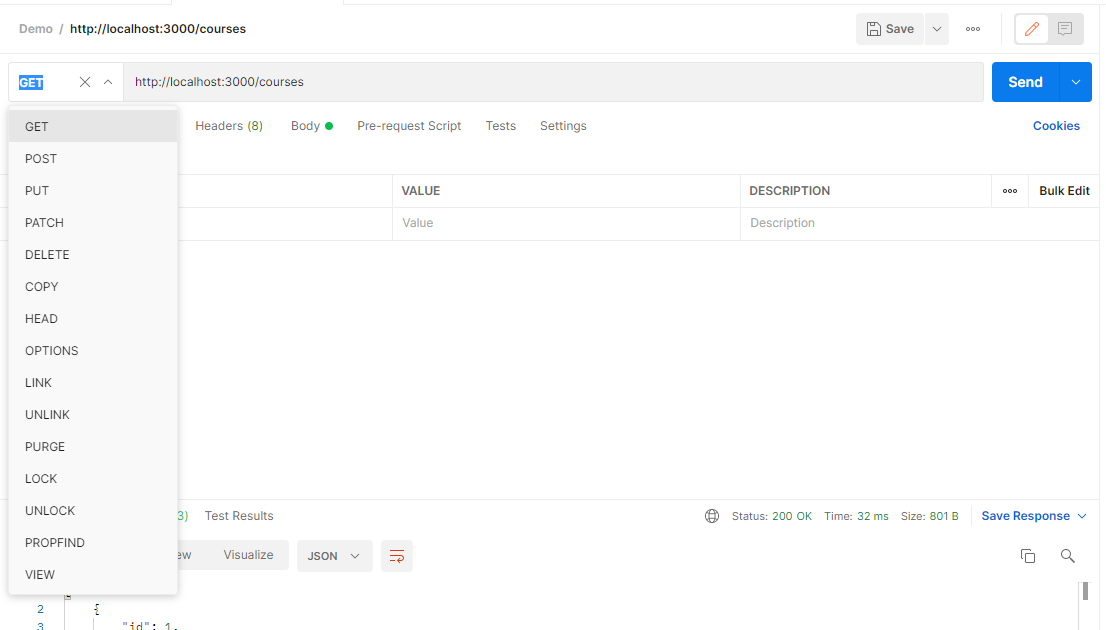 Demo / http://localhost:3000/courses
Save
GET http://localhost:3000/courses Send
GET
Headers (8) Body Pre-request Script Tests Settings Cookies
POST
PUT
VALUE DESCRIPTION Bulk Edit
PATCH
Value Description
DELETE
COPY
HEAD
OPTIONS
LINK
UNLINK
PURGE
LOCK
UNLOCK
3) Test Results Status: 200 OK Time: 32 ms Size: 801 B Save Response
PROPFIND
ew Visualize JSON
VIEW
2 {
3 "id": 1,